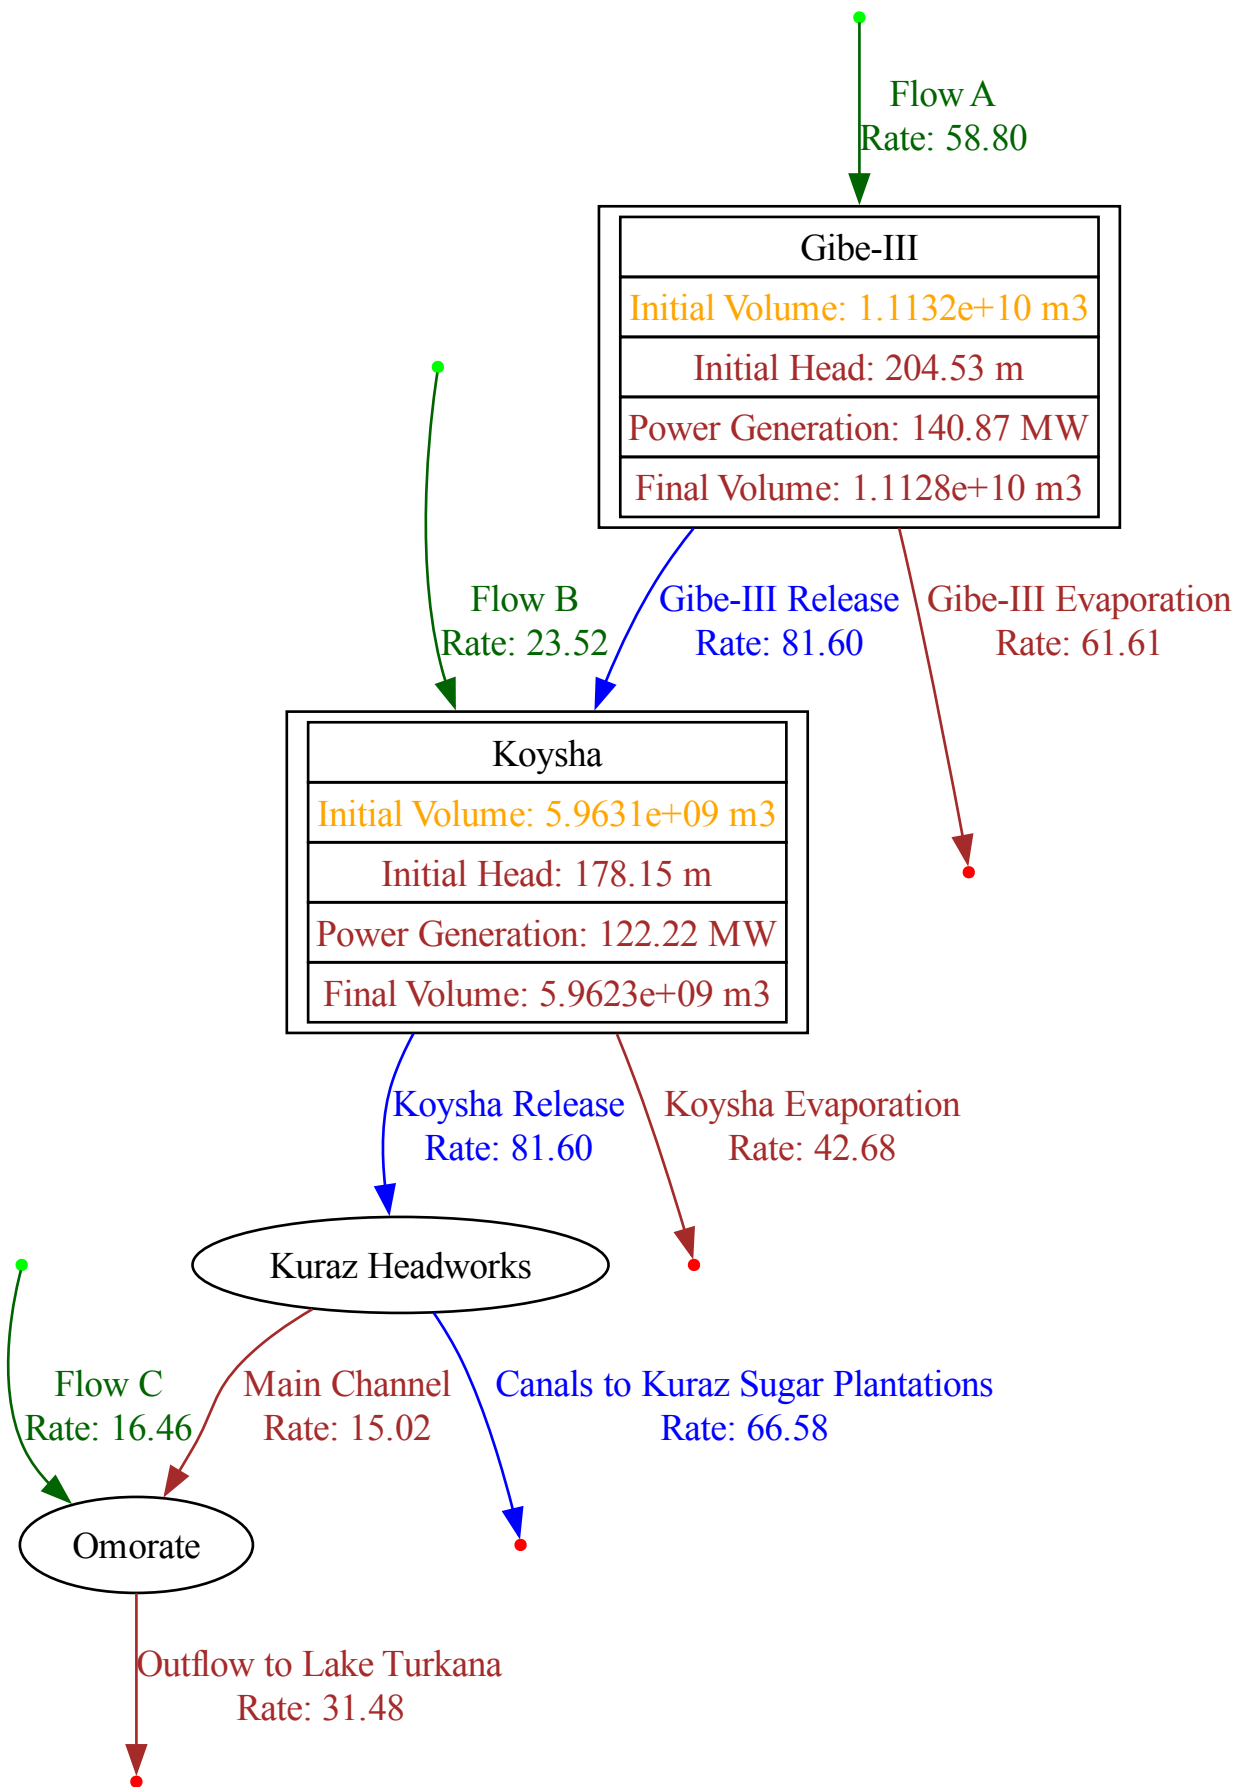 Flow A
Rate: 58.80
Gibe-III
Initial Volume: 1.1132e+10 m3
Initial Head: 204.53 m
Power Generation: 140.87 MW
Final Volume: 1.1128e+10 m3
Flow B
Rate: 23.52
Gibe-III Release
Rate: 81.60
Gibe-III Evaporation
Rate: 61.61
Koysha
Initial Volume: 5.9631e+09 m3
Initial Head: 178.15 m
Power Generation: 122.22 MW
Final Volume: 5.9623e+09 m3
Koysha Release
Rate: 81.60
Koysha Evaporation
Rate: 42.68
Kuraz Headworks
Flow C
Rate: 16.46
Main Channel
Rate: 15.02
Canals to Kuraz Sugar Plantations
Rate: 66.58
Omorate
Outflow to Lake Turkana
Rate: 31.48